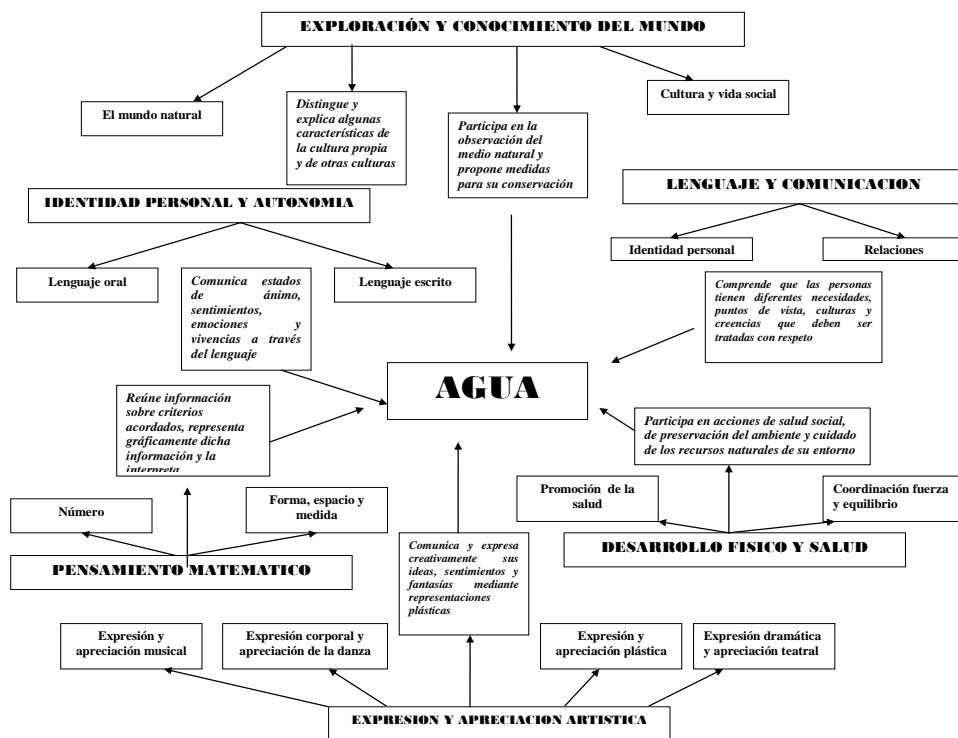 EXPLORACIÓN Y CONOCIMIENTO DEL MUNDO
El mundo natural
Distingue y
explica algunas
características de
la cultura propia
y de otras culturas
Participa en la
observación del
medio natural y
propone medidas
para su conservación
Cultura y vida social
IDENTIDAD PERSONAL Y AUTONOMIA
Lenguaje oral
Comunica estados
de ánimo,
sentimientos,
emociones y
vivencias a través
del lenguaje
Lenguaje escrito
LENGUAJE Y COMUNICACION
Identidad personal
Relaciones
Comprende que las personas
tienen diferentes necesidades,
puntos de vista, culturas y
creencias que deben ser
tratadas con respeto
AGUA
Reúne información
sobre criterios
acordados, representa
gráficamente dicha
información y la
interpreta
Número
Forma, espacio y
medida
PENSAMIENTO MATEMATICO
Participa en acciones de salud social,
de preservación del ambiente y cuidado
de los recursos naturales de su entorno
Promoción de la
salud
Coordinación fuerza
y equilibrio
DESARROLLO FISICO Y SALUD
Comunica y expresa
creativamente sus
ideas, sentimientos y
fantasías mediante
representaciones
plásticas
Expresión y
apreciación musical
Expresión corporal y
apreciación de la danza
Expresión y
apreciación plástica
Expresión dramática
y apreciación teatral
EXPRESION Y APRECIACION ARTISTICA